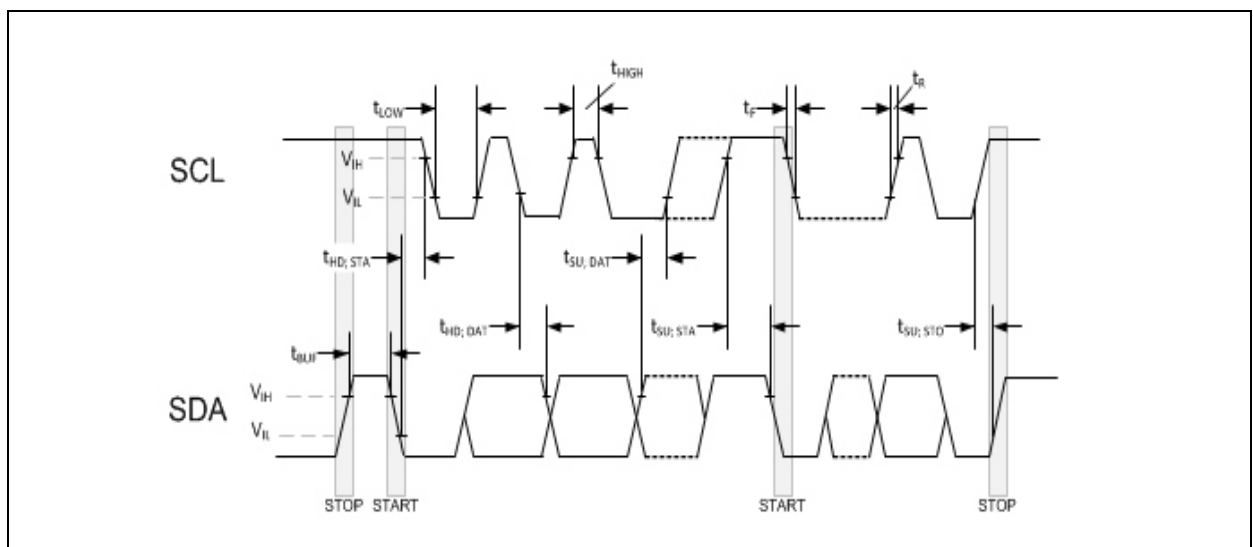 tHIGH
tR
tLOW
tF
SCL
VIH
VIL
tHD; STA
tSU; DAT
tHD; DAT
tSU; STA
tSU; STO
tBUF
SDA
VIH
VIL
STOP START START STOP